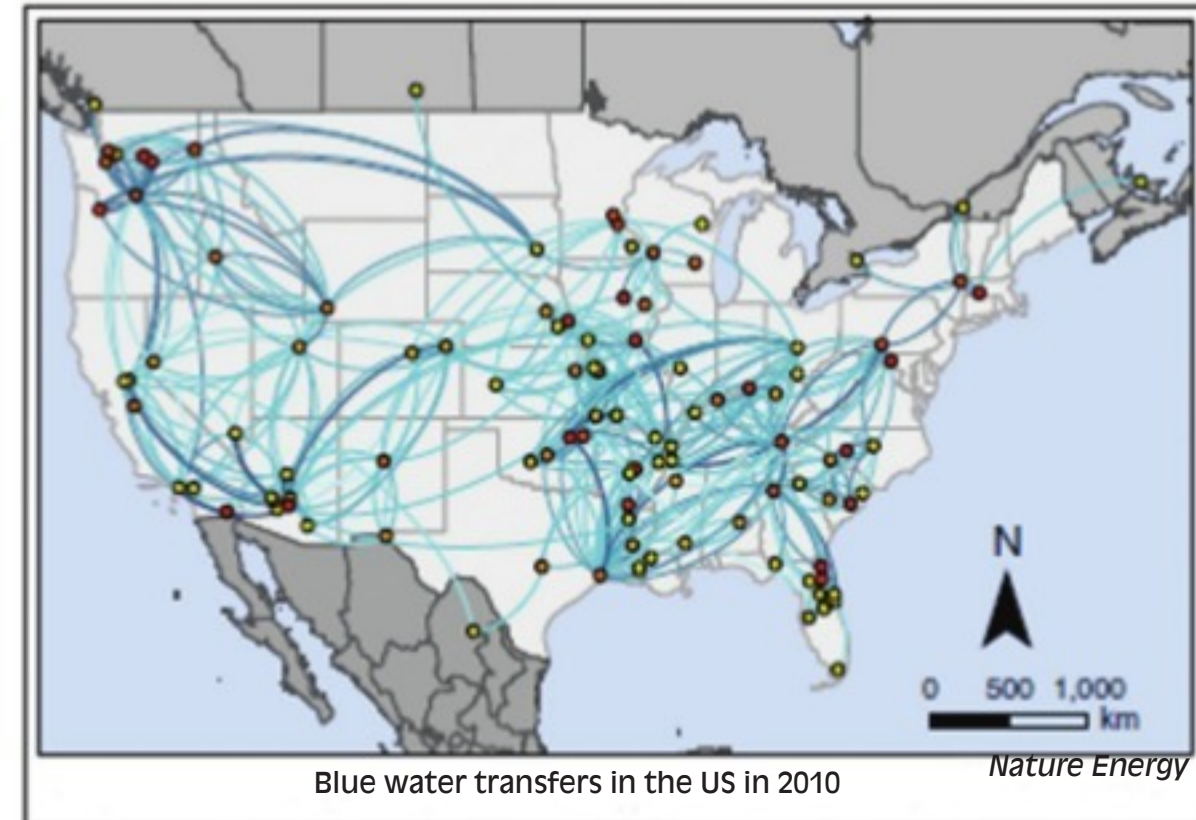 N
0 500 1,000
km
Nature Energy
Blue water transfers in the US in 2010